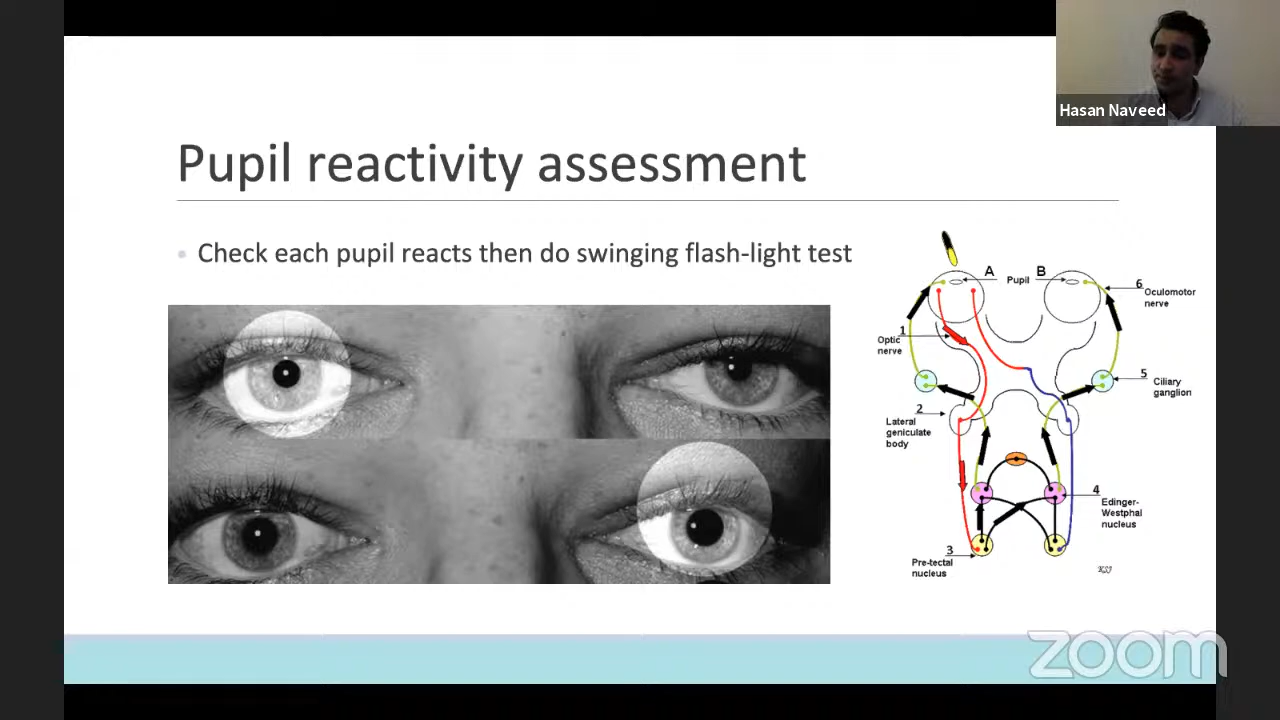 Hasan Naveed
Pupil reactivity assessment
Check each pupil reacts then do swinging flash-light test
A
Pupil
B
6
Oculomotor
nerve
1
Optic
nerve
5
Ciliary
ganglion
2
Lateral
geniculate
body
4
Edinger-
Westphal
nucleus
3
Pre-tectal
nucleus
zoom